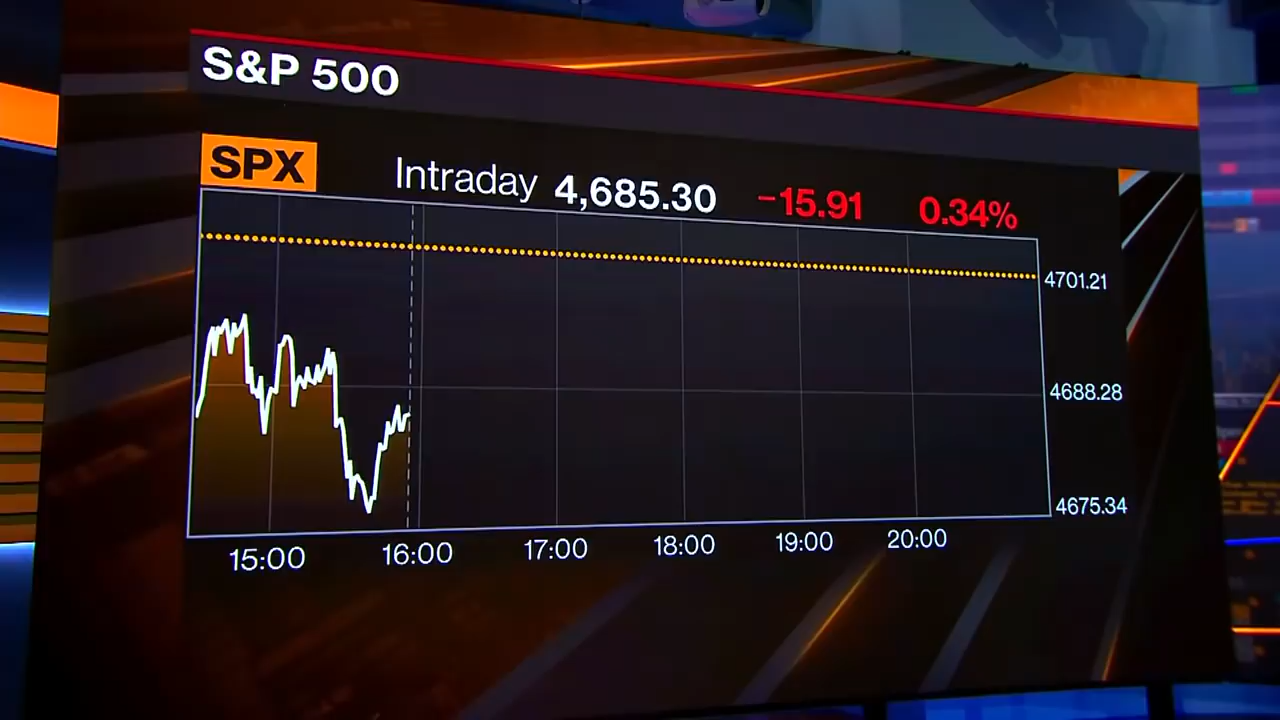 S&P 500
SPX Intraday 4,685.30 −15.91 0.34%
4701.21
4688.28
4675.34
15:00 16:00 17:00 18:00 19:00 20:00